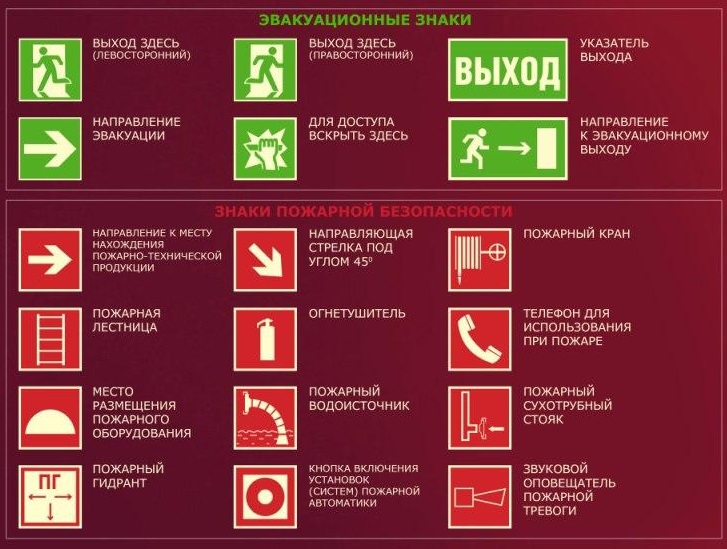 ЭВАКУАЦИОННЫЕ ЗНАКИ
ВЫХОД ЗДЕСЬ
(ЛЕВОСТОРОННИЙ)
ВЫХОД ЗДЕСЬ
(ПРАВОСТОРОННИЙ)
ВЫХОД
УКАЗАТЕЛЬ
ВЫХОДА
НАПРАВЛЕНИЕ
ЭВАКУАЦИИ
ДЛЯ ДОСТУПА
ВСКРЫТЬ ЗДЕСЬ
НАПРАВЛЕНИЕ
К ЭВАКУАЦИОННОМУ
ВЫХОДУ
ЗНАКИ ПОЖАРНОЙ БЕЗОПАСНОСТИ
НАПРАВЛЕНИЕ К МЕСТУ
НАХОЖДЕНИЯ
ПОЖАРНО-ТЕХНИЧЕСКОЙ
ПРОДУКЦИИ
НАПРАВЛЯЮЩАЯ
СТРЕЛКА ПОД
УГЛОМ 45⁰
ПОЖАРНЫЙ КРАН
ПОЖАРНАЯ
ЛЕСТНИЦА
ОГНЕТУШИТЕЛЬ
ТЕЛЕФОН ДЛЯ
ИСПОЛЬЗОВАНИЯ
ПРИ ПОЖАРЕ
МЕСТО
РАЗМЕЩЕНИЯ
ПОЖАРНОГО
ОБОРУДОВАНИЯ
ПОЖАРНЫЙ
ВОДОИСТОЧНИК
ПОЖАРНЫЙ
СУХОТРУБНЫЙ
СТОЯК
ПГ
ПОЖАРНЫЙ
ГИДРАНТ
КНОПКА ВКЛЮЧЕНИЯ
УСТАНОВОК
(СИСТЕМ) ПОЖАРНОЙ
АВТОМАТИКИ
ЗВУКОВОЙ
ОПОВЕЩАТЕЛЬ
ПОЖАРНОЙ
ТРЕВОГИ